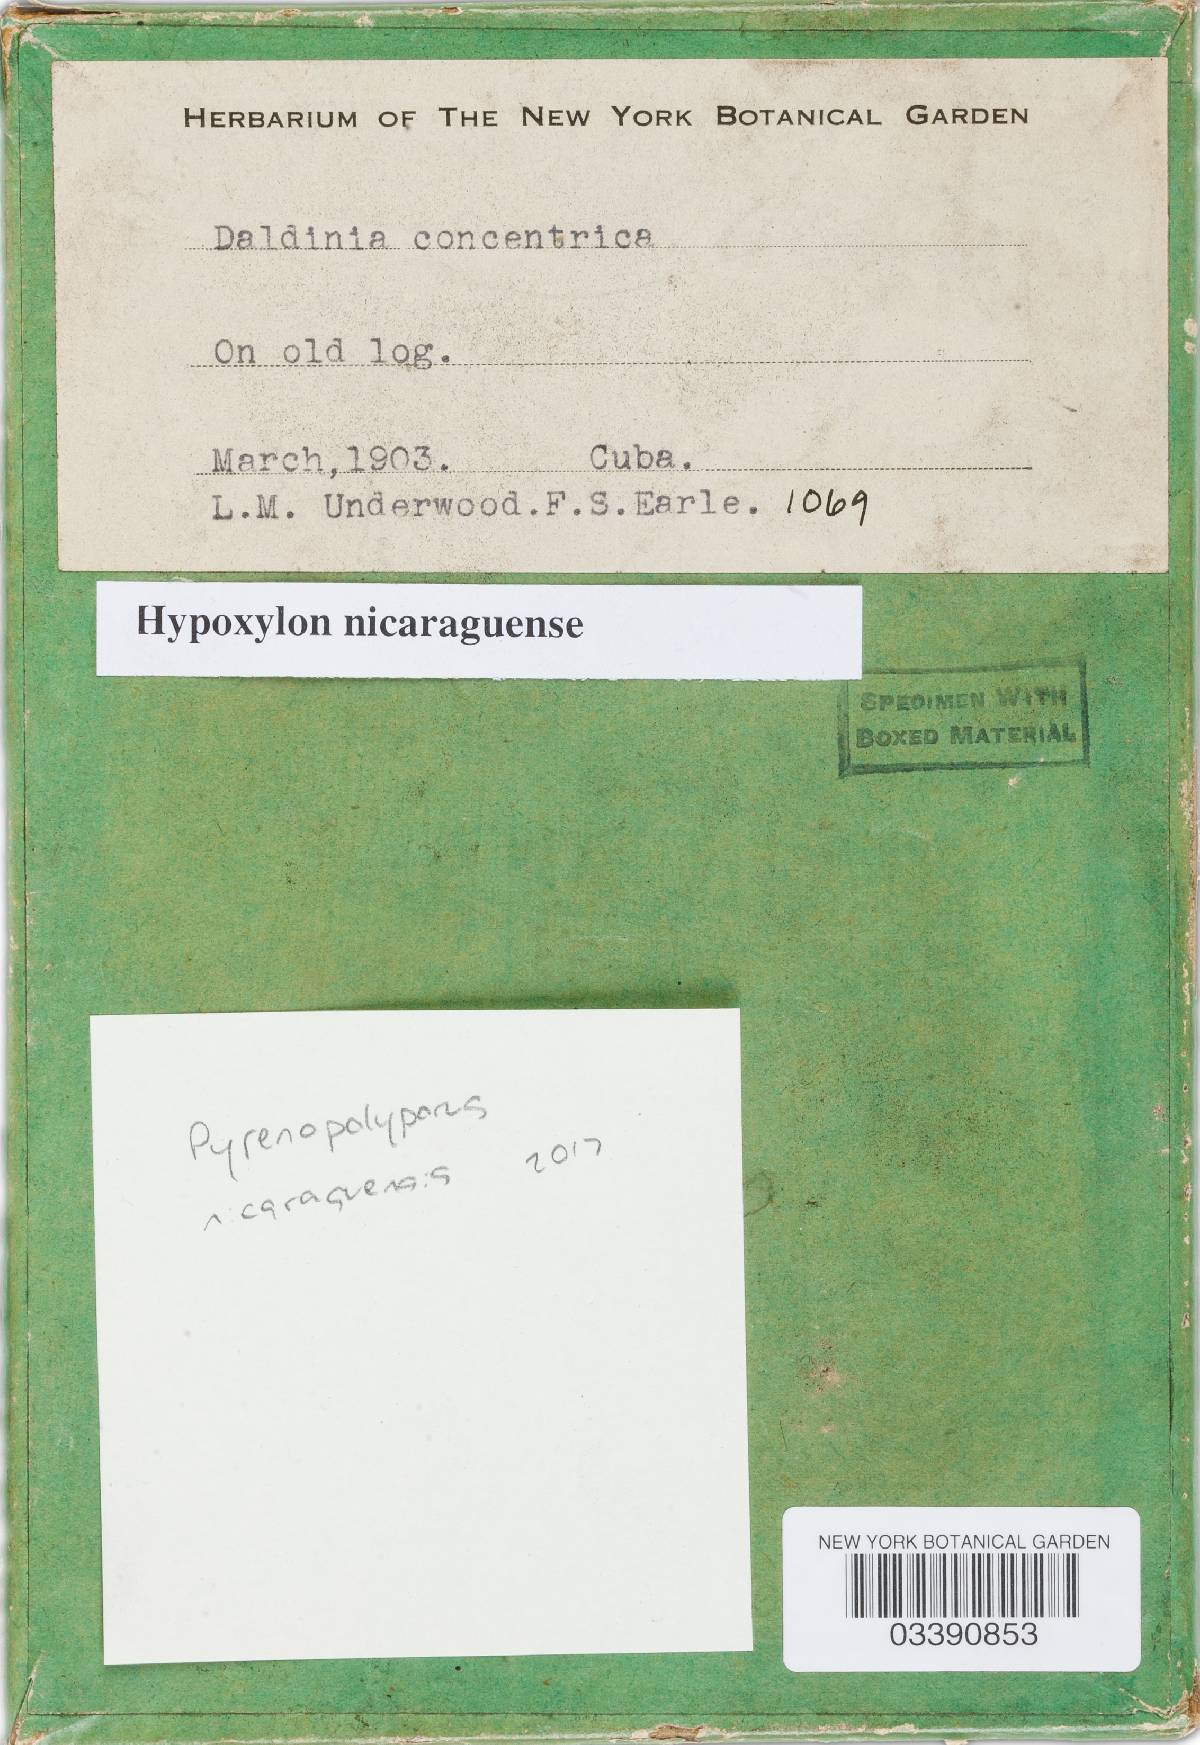 HERBARIUM OF THE NEW YORK BOTANICAL GARDEN
Daldinia concentrica
On old log.
March, 1903. Cuba.
L.M. Underwood. F.S. Earle. 1069
Hypoxylon nicaraguense
SPECIMEN WITH
BOXED MATERIAL
Pyrenopolyporus
nicaraguensis 2017
NEW YORK BOTANICAL GARDEN
03390853